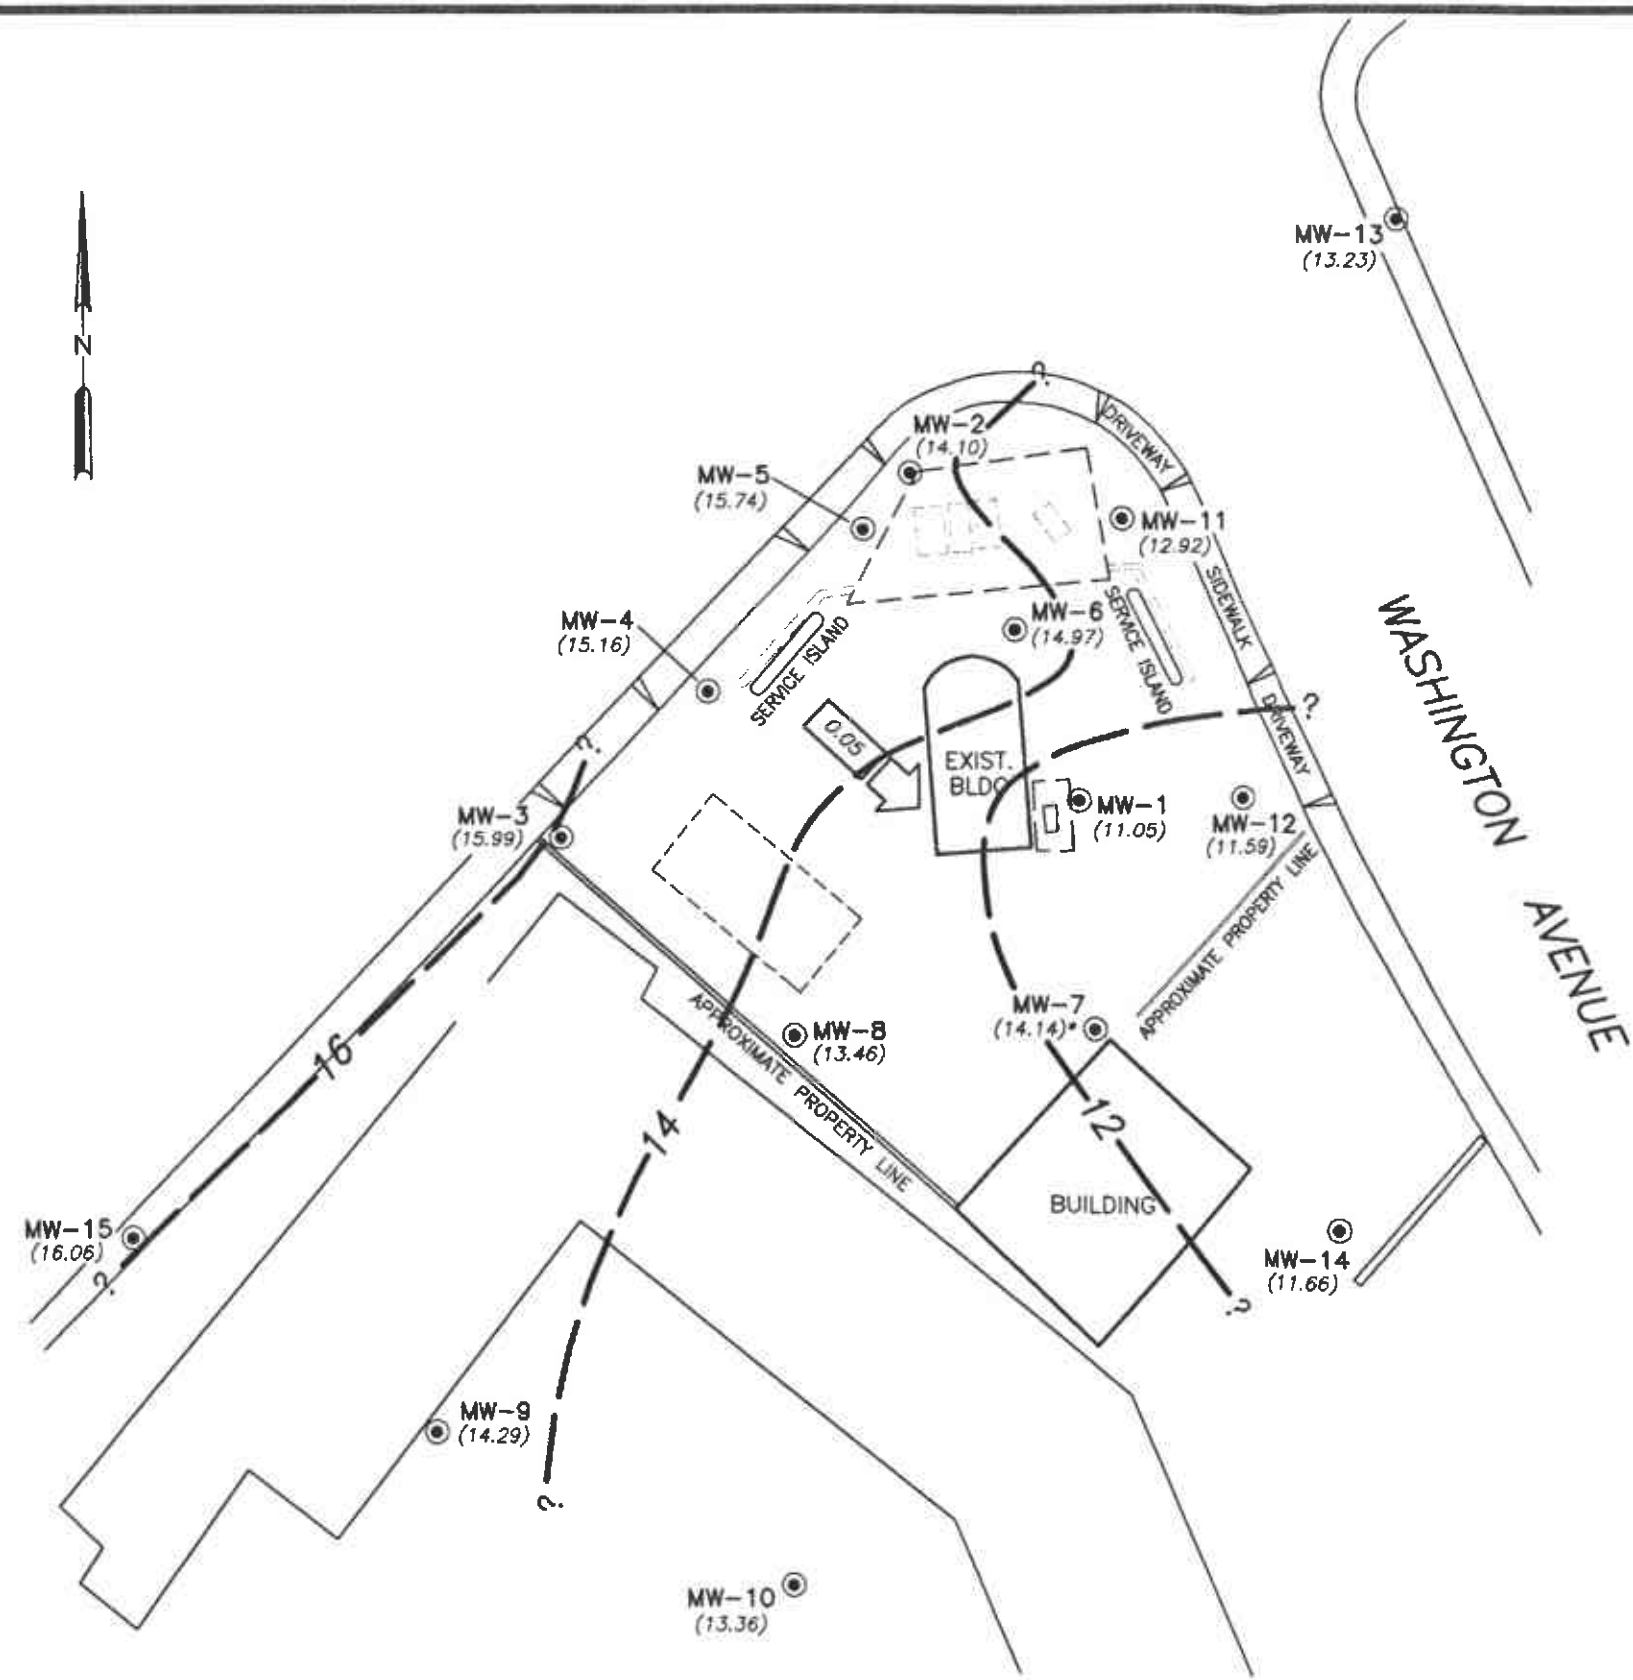 N
MW-13
(13.23)
?
MW-2
(14.10)
DRIVEWAY
MW-5
(15.74)
MW-11
(12.92)
SIDEWALK
MW-4
(15.16)
MW-6
(14.97)
SERVICE ISLAND
SERVICE ISLAND
WASHINGTON AVENUE
?
DRIVEWAY
0.05
?
EXIST.
BLDG
MW-3
(15.99)
MW-1
(11.05)
MW-12
(11.59)
APPROXIMATE PROPERTY LINE
MW-7
(14.14)*
MW-8
(13.46)
APPROXIMATE PROPERTY LINE
16
14
12
BUILDING
MW-15
(16.06)
?
MW-14
(11.66)
?
MW-9
(14.29)
?
MW-10
(13.36)